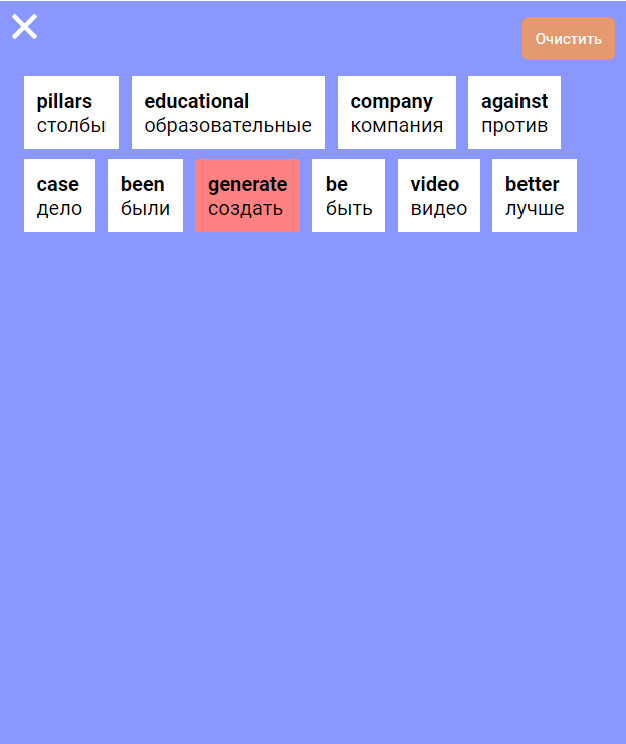 Очистить
pillars
столбы
educational
образовательные
company
компания
against
против
case
дело
been
были
generate
создать
be
быть
video
видео
better
лучше